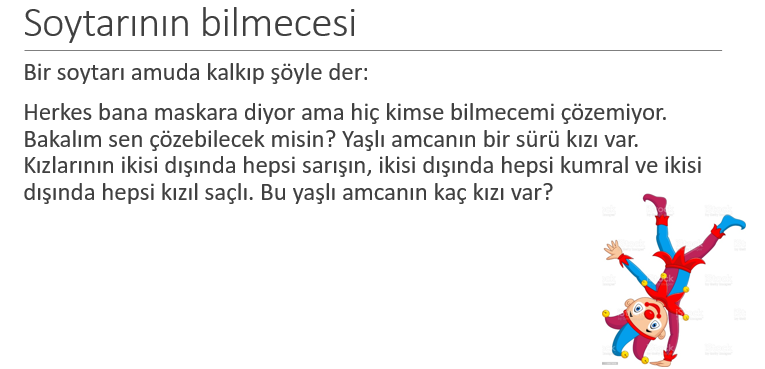 Soytarının bilmecesi
Bir soytarı amuda kalkıp şöyle der:
Herkes bana maskara diyor ama hiç kimse bilmecemi çözemiyor.
Bakalım sen çözebilecek misin? Yaşlı amcanın bir sürü kızı var.
Kızlarının ikisi dışında hepsi sarışın, ikisi dışında hepsi kumral ve ikisi
dışında hepsi kızıl saçlı. Bu yaşlı amcanın kaç kızı var?